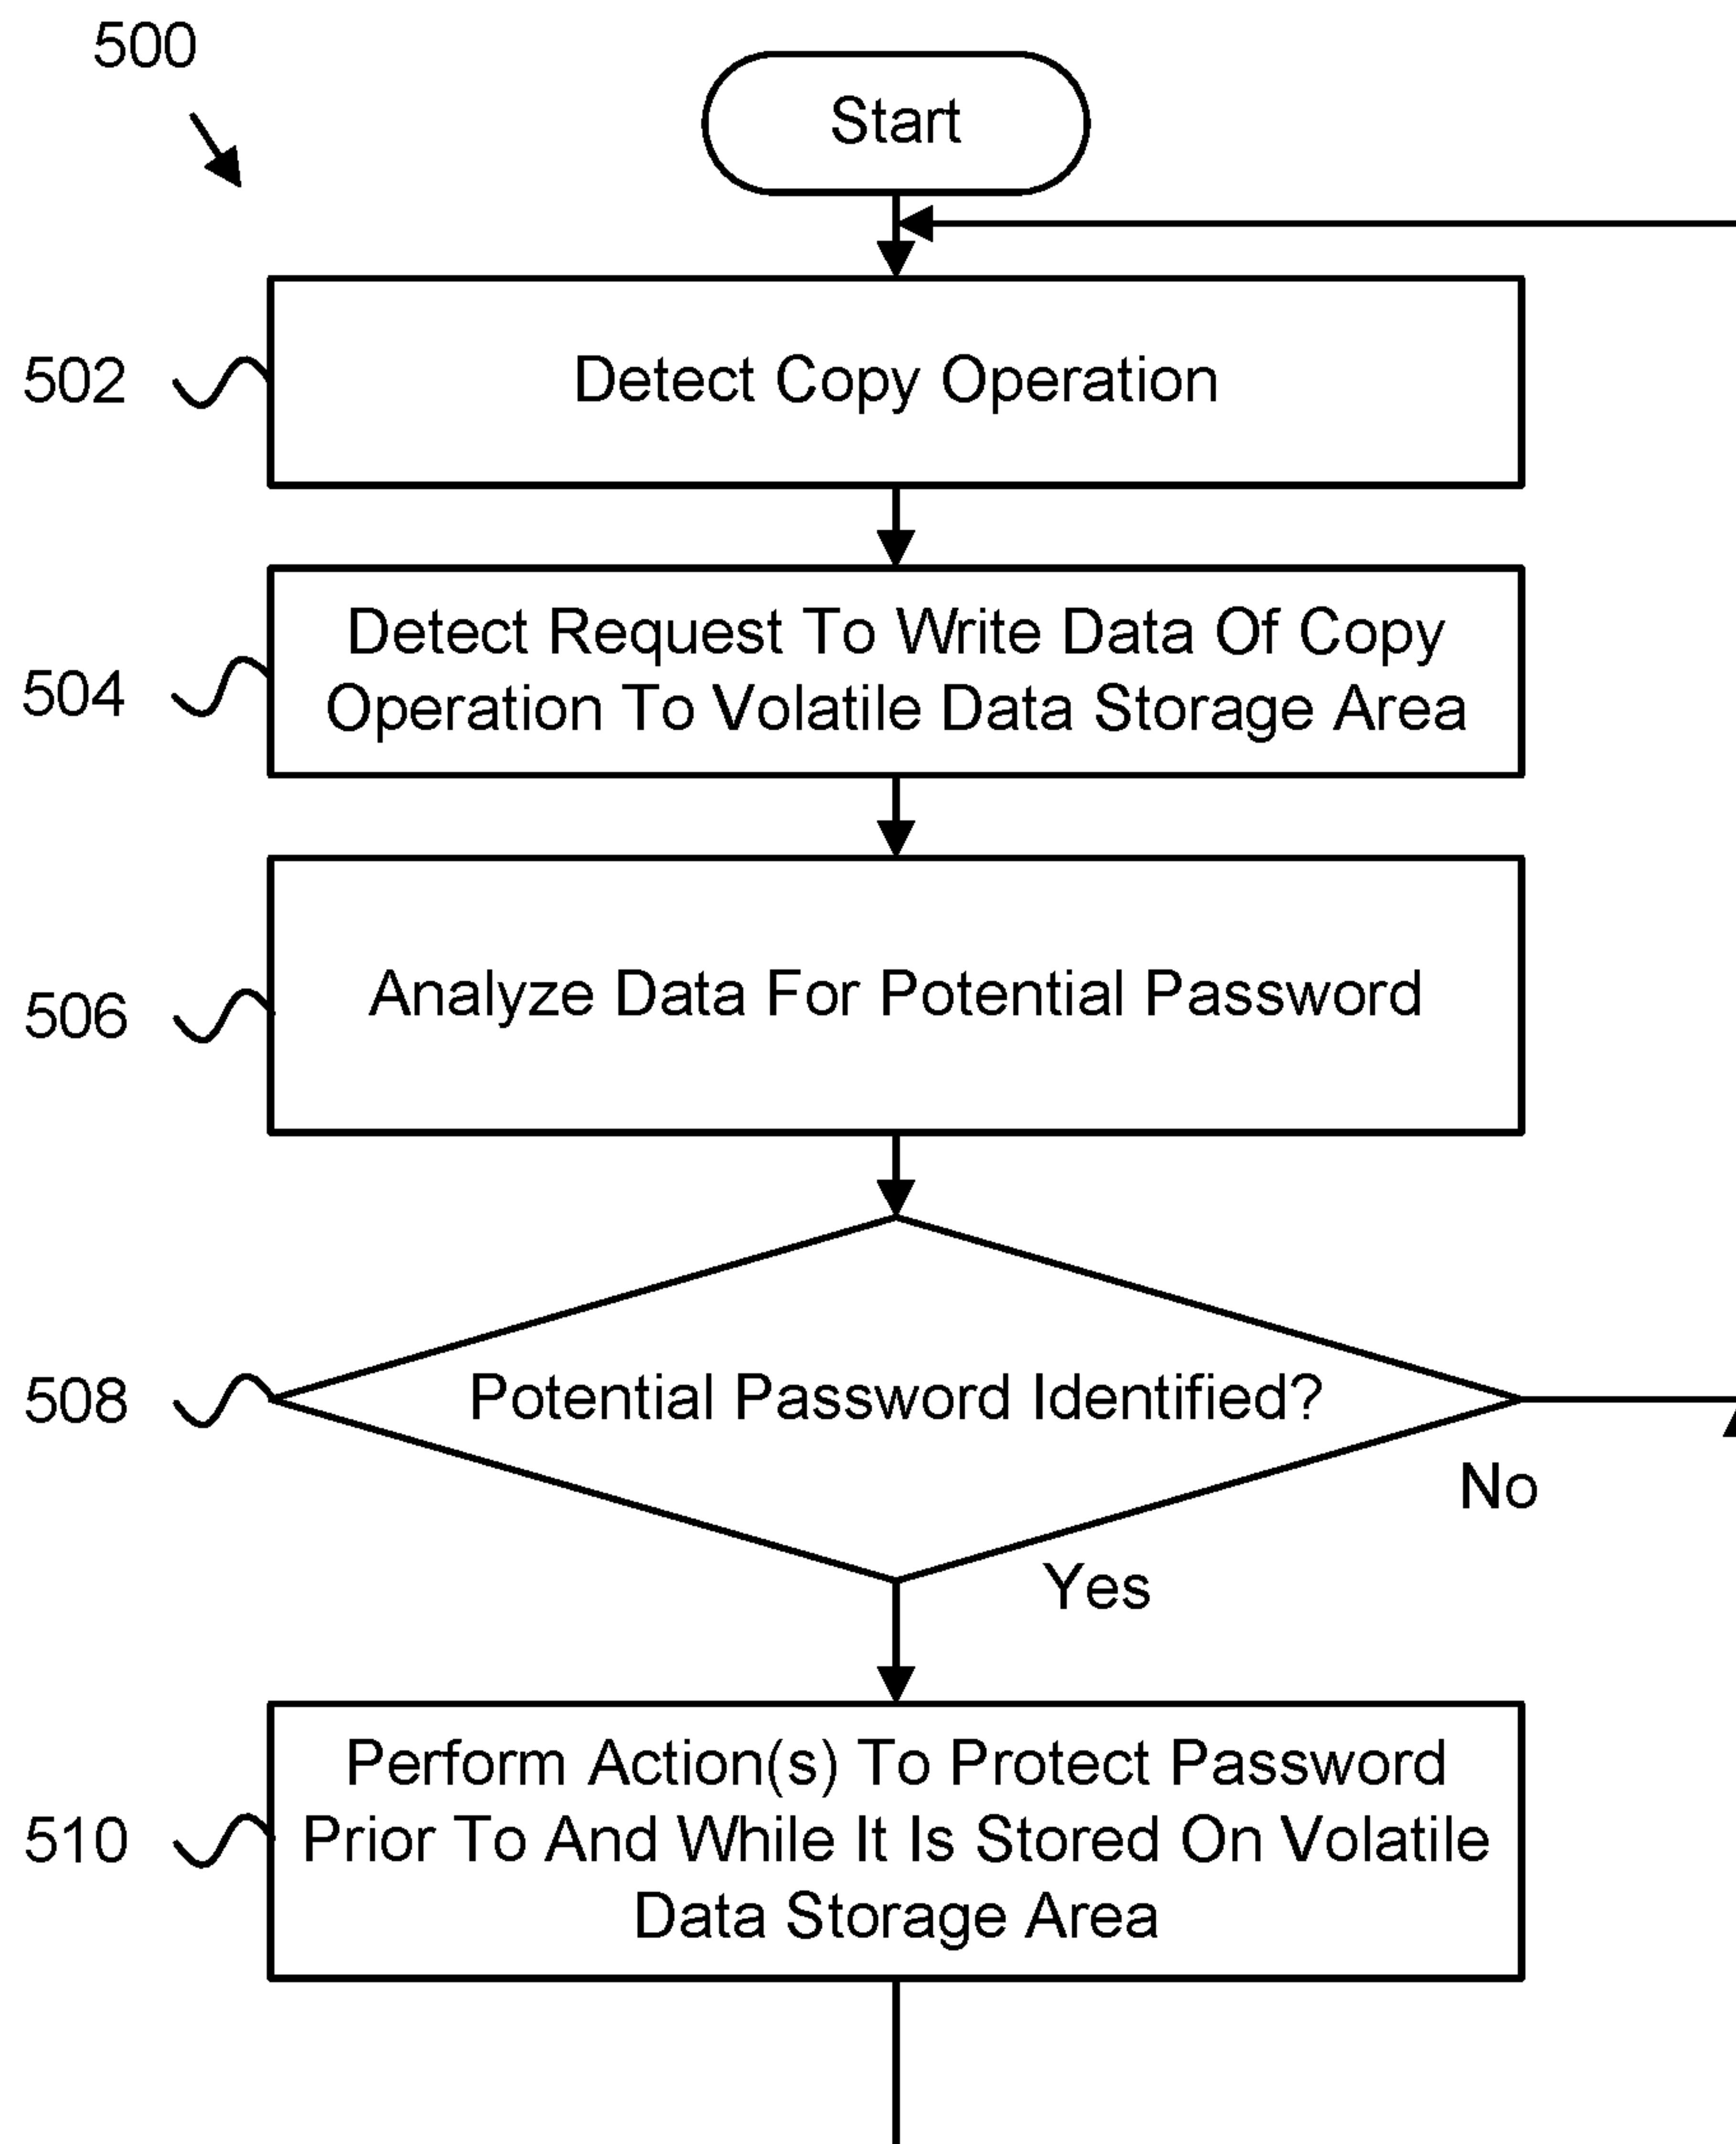 500
Start
502
Detect Copy Operation
504
Detect Request To Write Data Of Copy
Operation To Volatile Data Storage Area
506
Analyze Data For Potential Password
508
Potential Password Identified?
No
Yes
510
Perform Action(s) To Protect Password
Prior To And While It Is Stored On Volatile
Data Storage Area